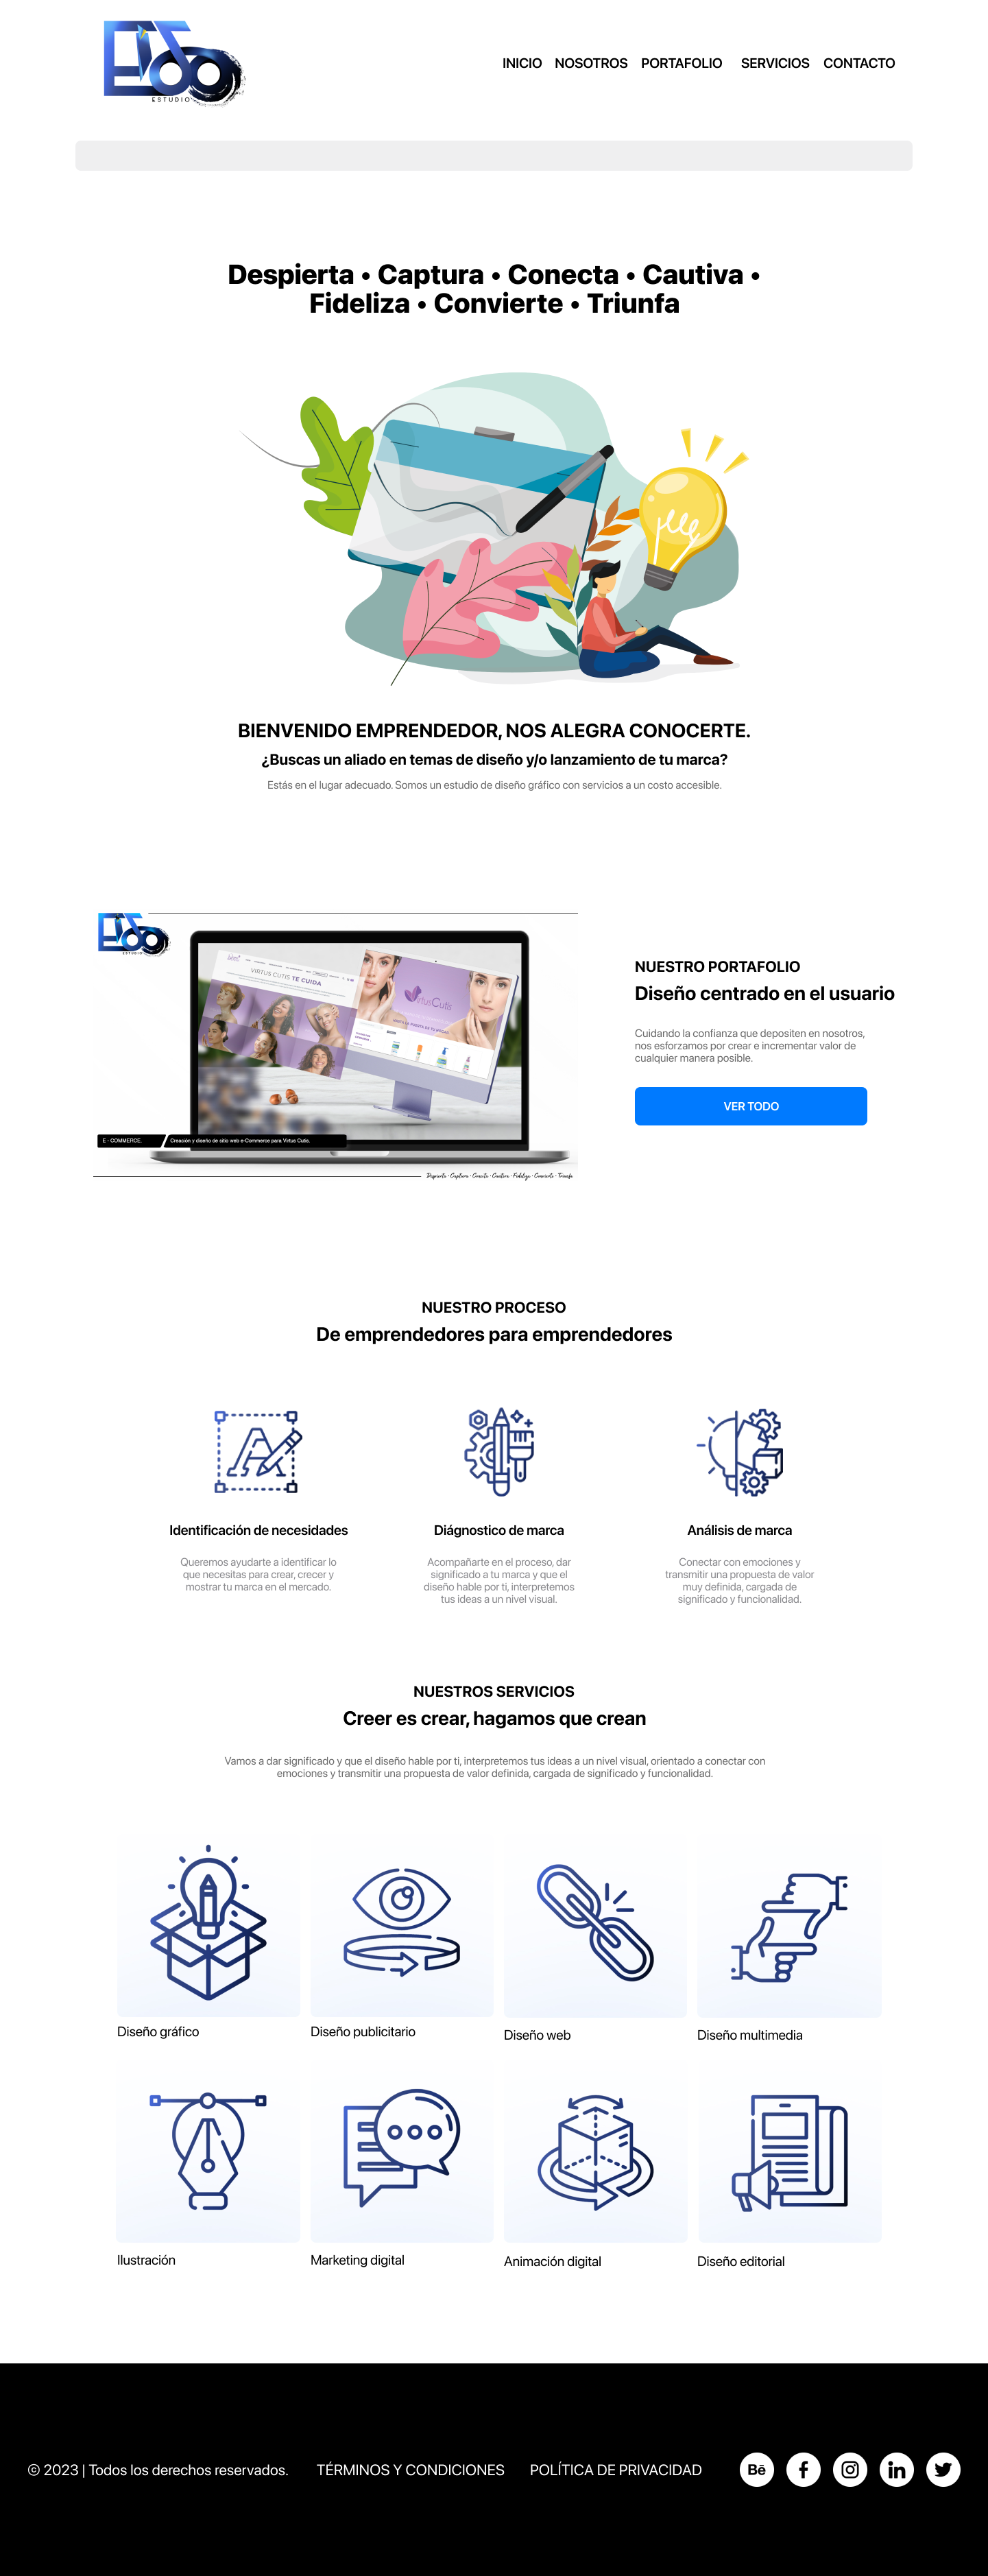 ESTUDIO
INICIO NOSOTROS PORTAFOLIO SERVICIOS CONTACTO
Despierta • Captura • Conecta • Cautiva •
Fideliza • Convierte • Triunfa
BIENVENIDO EMPRENDEDOR, NOS ALEGRA CONOCERTE.
¿Buscas un aliado en temas de diseño y/o lanzamiento de tu marca?
Estás en el lugar adecuado. Somos un estudio de diseño gráfico con servicios a un costo accesible.
ESTUDIO
VIRTUS CUTIS TE CUIDA
VirtusCutis
E - COMMERCE. Creación y diseño de sitio web e-Commerce para Virtus Cutis.
Despierta • Captura • Conecta • Cautiva • Fideliza • Convierte • Triunfa
NUESTRO PORTAFOLIO
Diseño centrado en el usuario
Cuidando la confianza que depositen en nosotros,
nos esforzamos por crear e incrementar valor de
cualquier manera posible.
VER TODO
NUESTRO PROCESO
De emprendedores para emprendedores
Identificación de necesidades
Queremos ayudarte a identificar lo
que necesitas para crear, crecer y
mostrar tu marca en el mercado.
Diágnostico de marca
Acompañarte en el proceso, dar
significado a tu marca y que el
diseño hable por ti, interpretemos
tus ideas a un nivel visual.
Análisis de marca
Conectar con emociones y
transmitir una propuesta de valor
muy definida, cargada de
significado y funcionalidad.
NUESTROS SERVICIOS
Creer es crear, hagamos que crean
Vamos a dar significado y que el diseño hable por ti, interpretemos tus ideas a un nivel visual, orientado a conectar con
emociones y transmitir una propuesta de valor definida, cargada de significado y funcionalidad.
Diseño gráfico
Diseño publicitario
Diseño web
Diseño multimedia
Ilustración
Marketing digital
Animación digital
Diseño editorial
© 2023 | Todos los derechos reservados. TÉRMINOS Y CONDICIONES POLÍTICA DE PRIVACIDAD